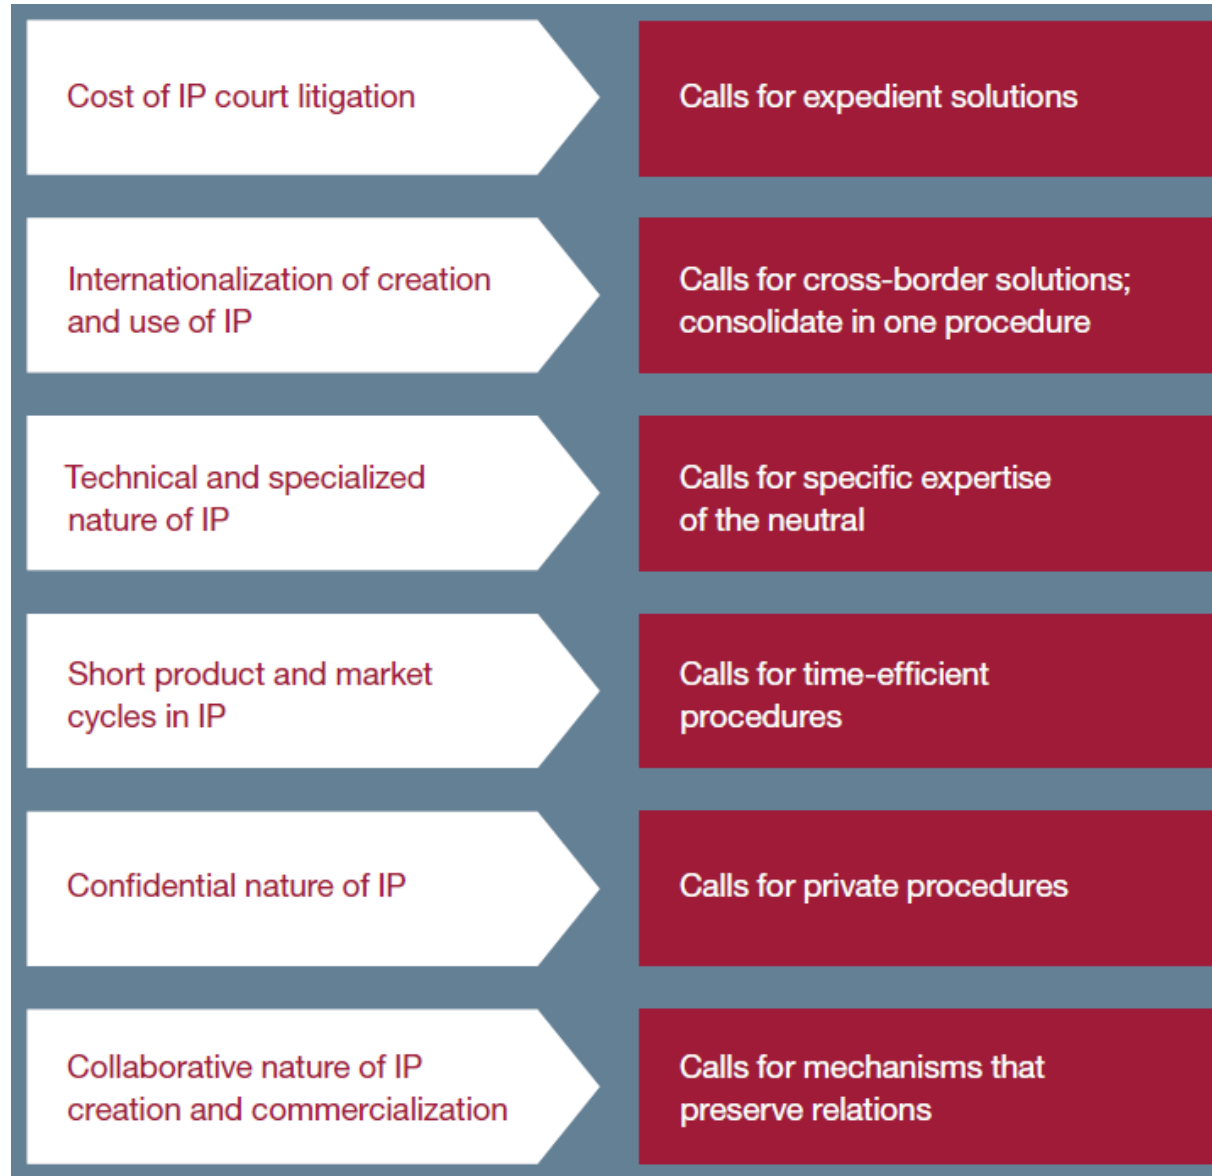 Cost of IP court litigation
Calls for expedient solutions
Internationalization of creation
and use of IP
Calls for cross-border solutions;
consolidate in one procedure
Technical and specialized
nature of IP
Calls for specific expertise
of the neutral
Short product and market
cycles in IP
Calls for time-efficient
procedures
Confidential nature of IP
Calls for private procedures
Collaborative nature of IP
creation and commercialization
Calls for mechanisms that
preserve relations